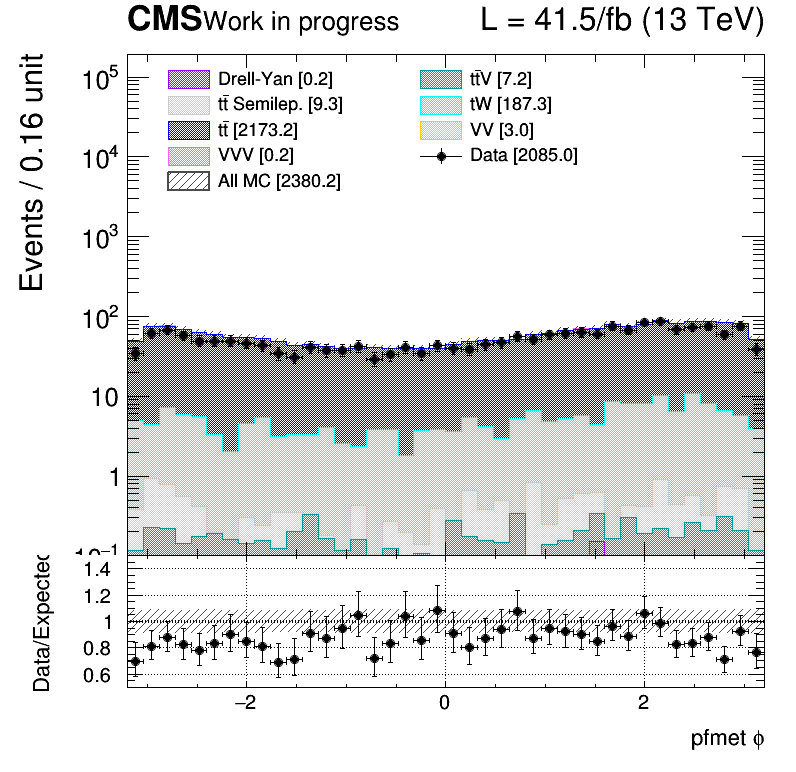 CMS Work in progress L = 41.5/fb (13 TeV)
Events / 0.16 unit
10⁵
10⁴
10³
10²
10
1
10⁻¹
Drell-Yan [0.2]
tt̄ Semilep. [9.3]
tt̄ [2173.2]
VVV [0.2]
All MC [2380.2]
tt̄V [7.2]
tW [187.3]
VV [3.0]
Data [2085.0]
Data/Expected
1.4
1.2
1
0.8
0.6
−2 0 2
pfmet ϕ